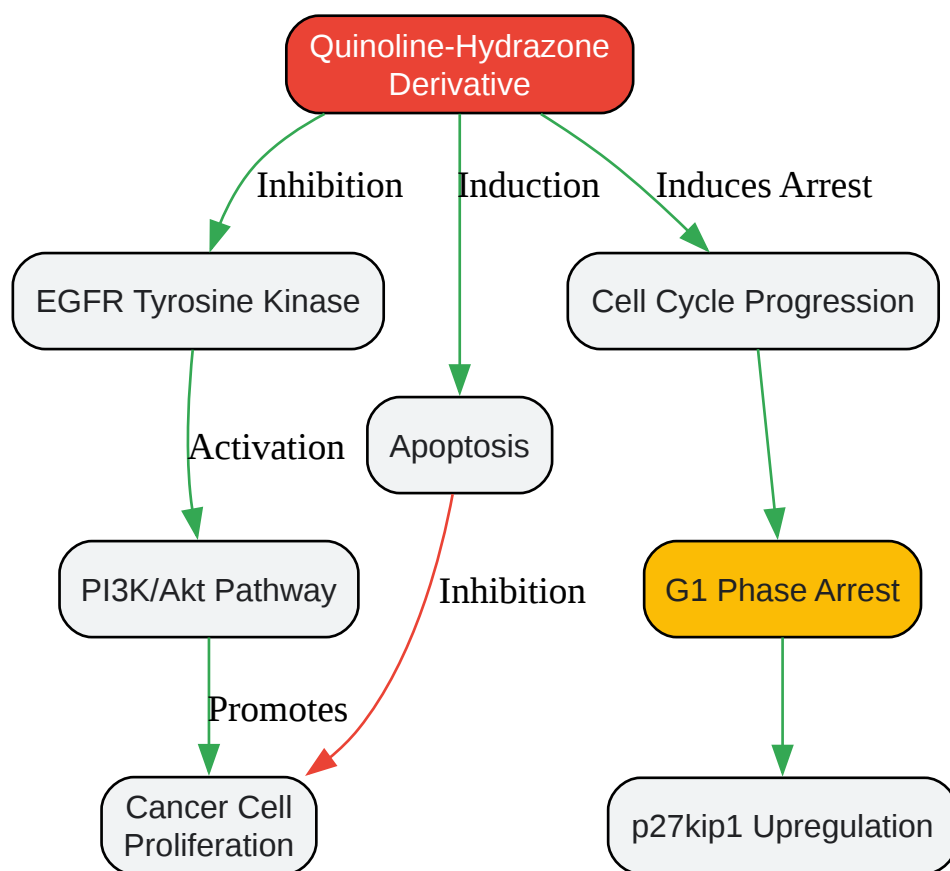 Quinoline-Hydrazone
Derivative
Inhibition
Induction
Induces Arrest
EGFR Tyrosine Kinase
Cell Cycle Progression
Activation
Apoptosis
PI3K/Akt Pathway
Inhibition
G1 Phase Arrest
Promotes
Cancer Cell
Proliferation
p27kip1 Upregulation